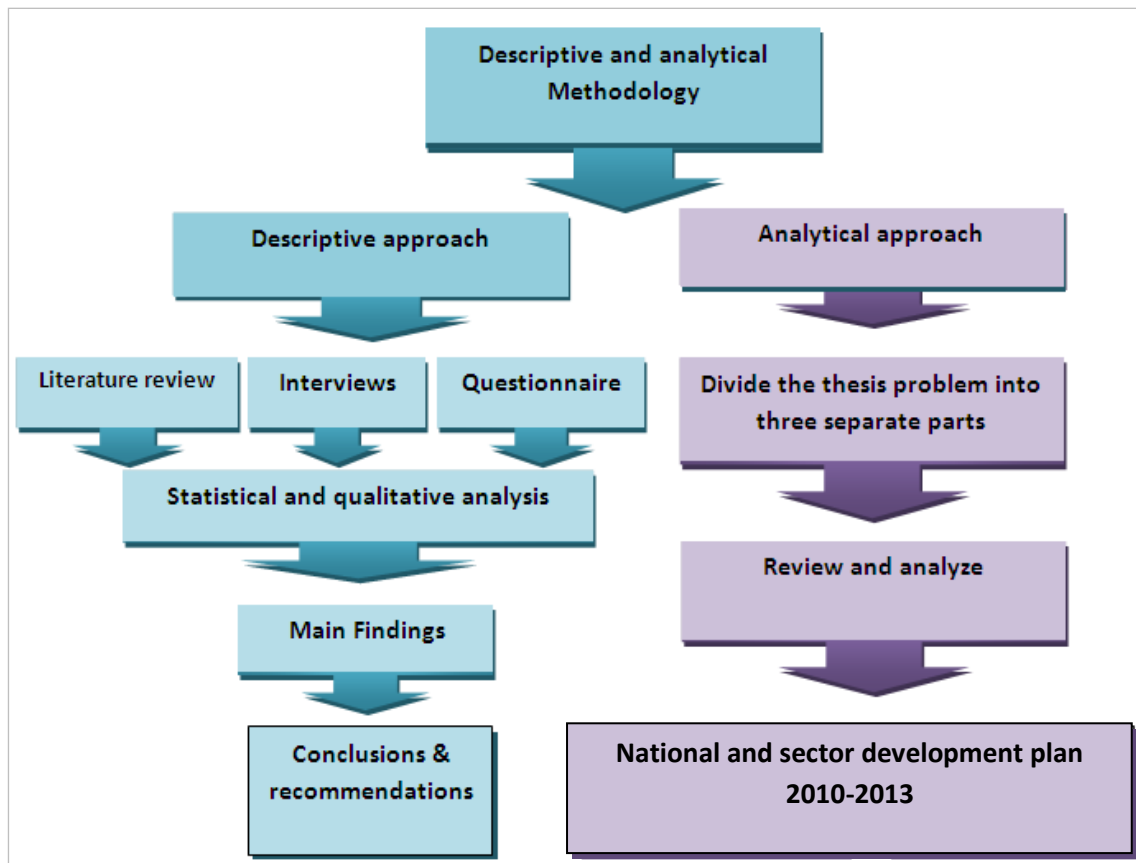 Descriptive and analytical
Methodology
Descriptive approach
Analytical approach
Literature review
Interviews
Questionnaire
Divide the thesis problem into
three separate parts
Statistical and qualitative analysis
Review and analyze
Main Findings
Conclusions &
recommendations
National and sector development plan
2010-2013